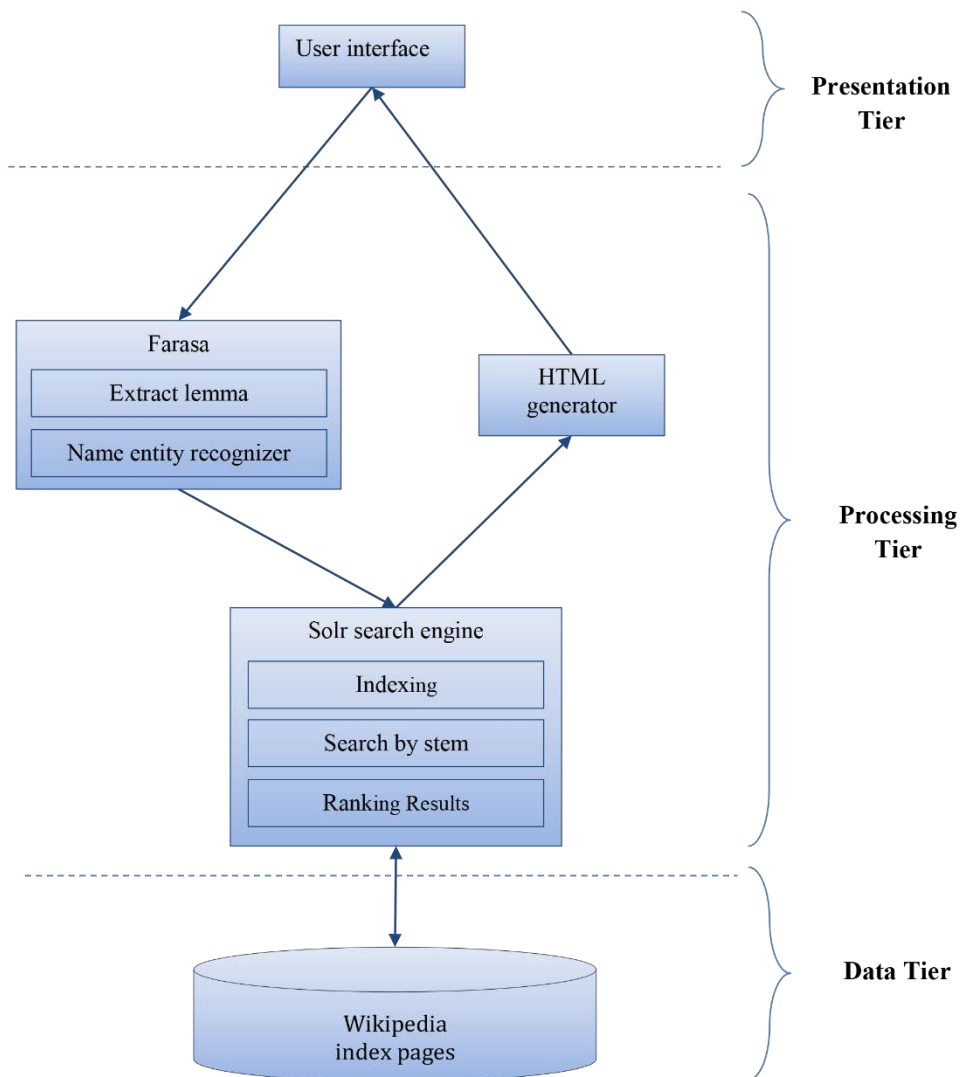 User interface
Presentation
Tier
Farasa
Extract lemma
Name entity recognizer
HTML
generator
Processing
Tier
Solr search engine
Indexing
Search by stem
Ranking Results
Data Tier
Wikipedia
index pages